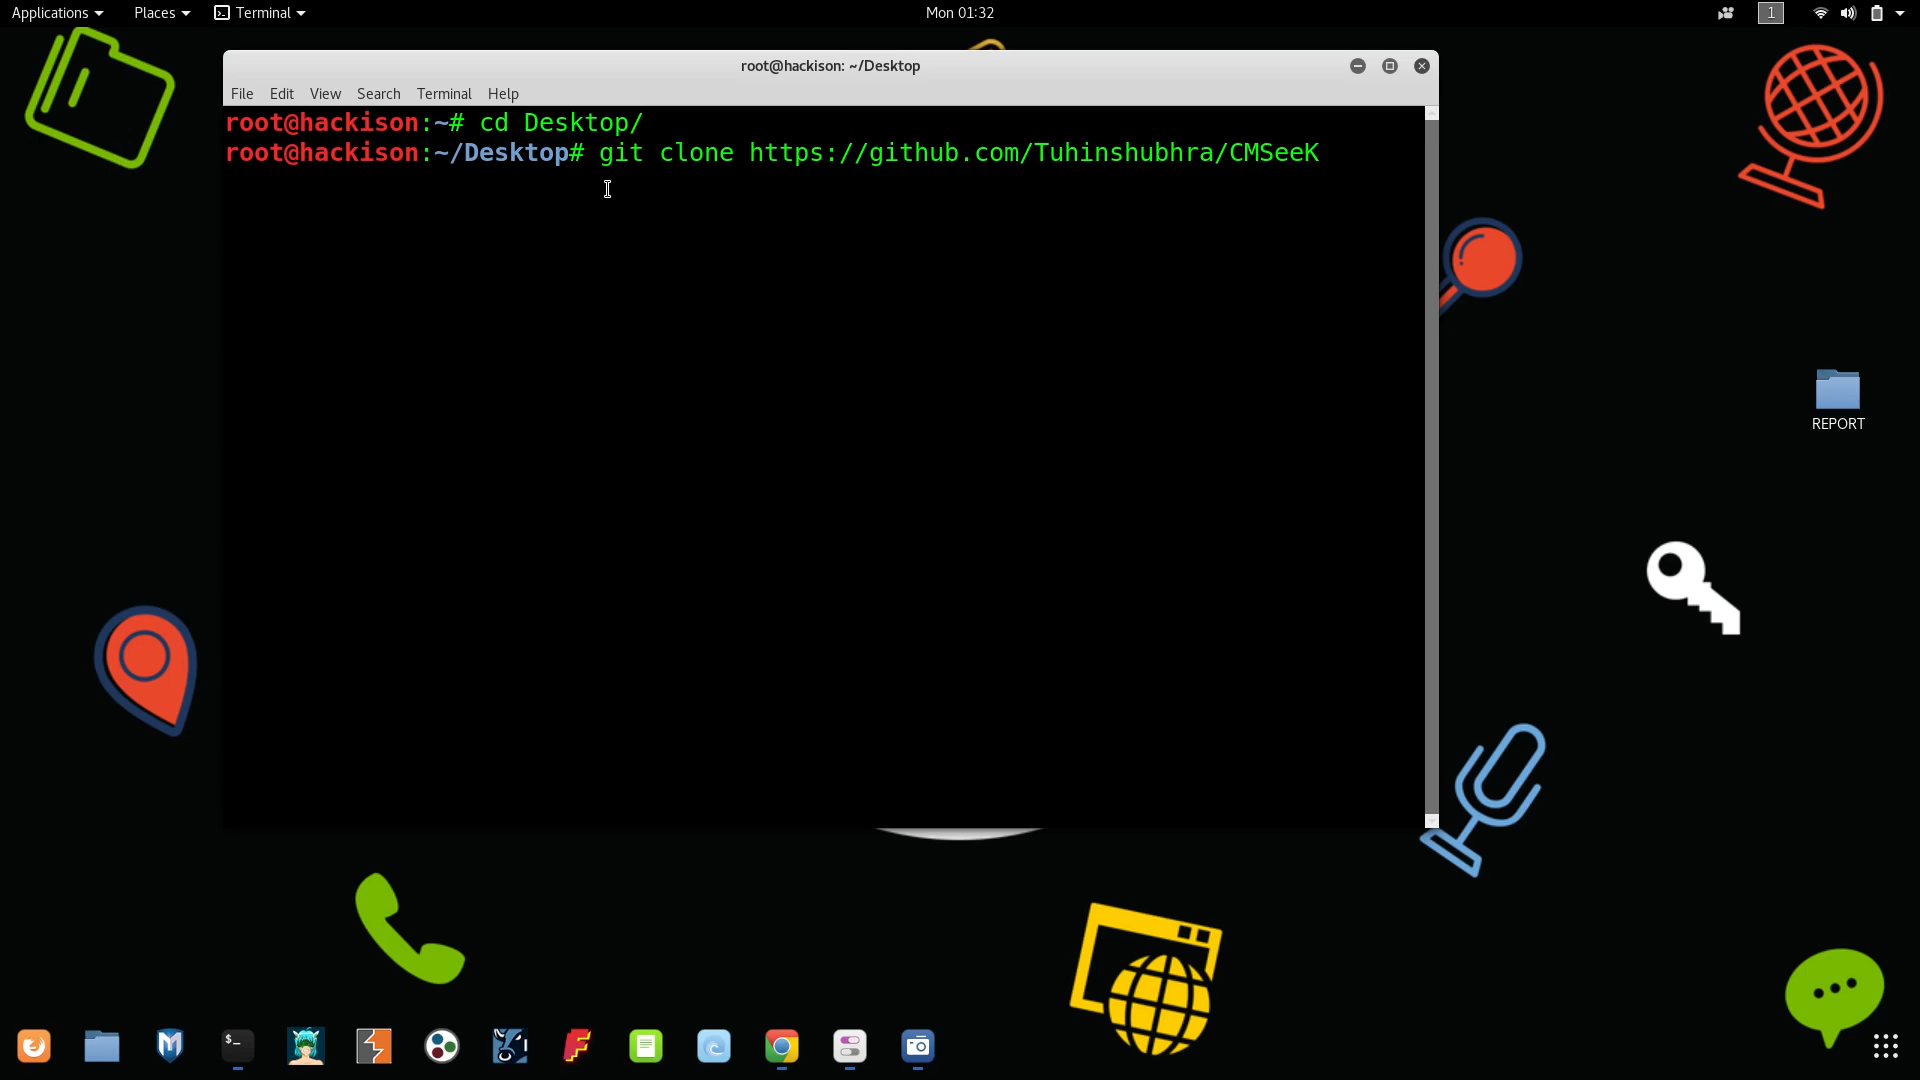 Applications Places Terminal Mon 01:32 1
root@hackison: ~/Desktop
File Edit View Search Terminal Help
root@hackison:~# cd Desktop/
root@hackison:~/Desktop# git clone https://github.com/Tuhinshubhra/CMSeeK
REPORT
$_